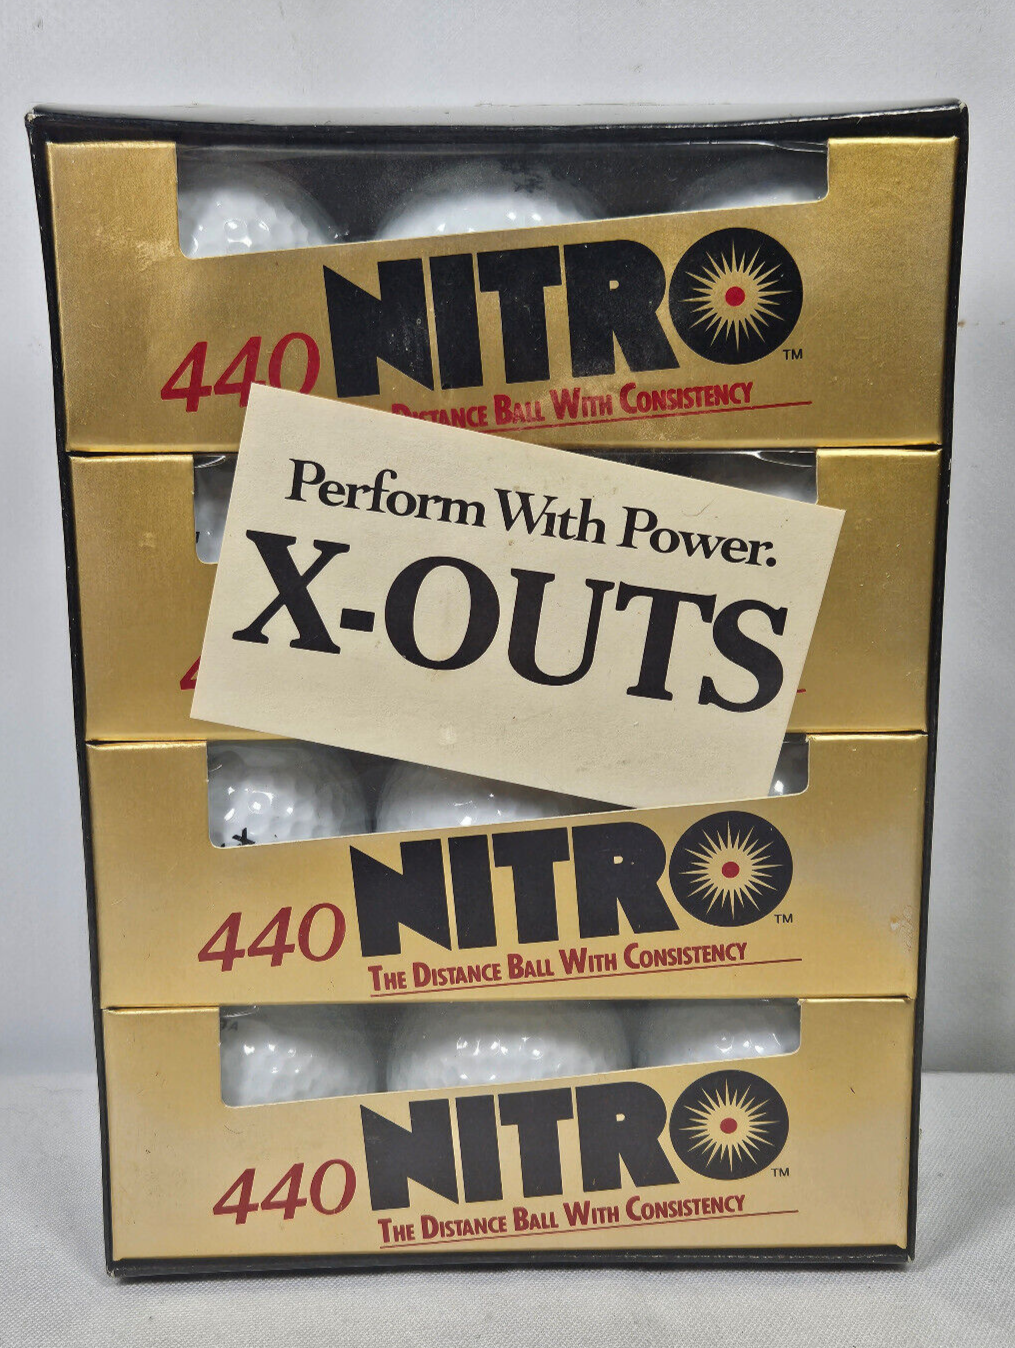 NITRO
440
TM
DISTANCE BALL WITH CONSISTENCY
Perform With Power.
X-OUTS
NITRO
440
TM
THE DISTANCE BALL WITH CONSISTENCY
NITRO
440
TM
THE DISTANCE BALL WITH CONSISTENCY